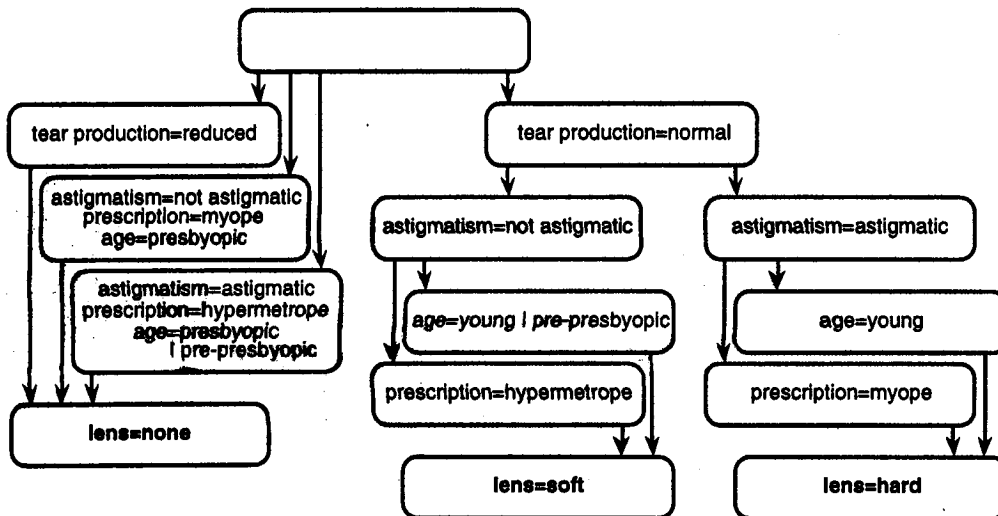 tear production=reduced
tear production=normal
astigmatism=not astigmatic
prescription=myope
age=presbyopic
astigmatism=not astigmatic
astigmatism=astigmatic
astigmatism=astigmatic
prescription=hypermetrope
age=presbyopic
| pre-presbyopic
age=young | pre-presbyopic
age=young
prescription=hypermetrope
prescription=myope
lens=none
lens=soft
lens=hard